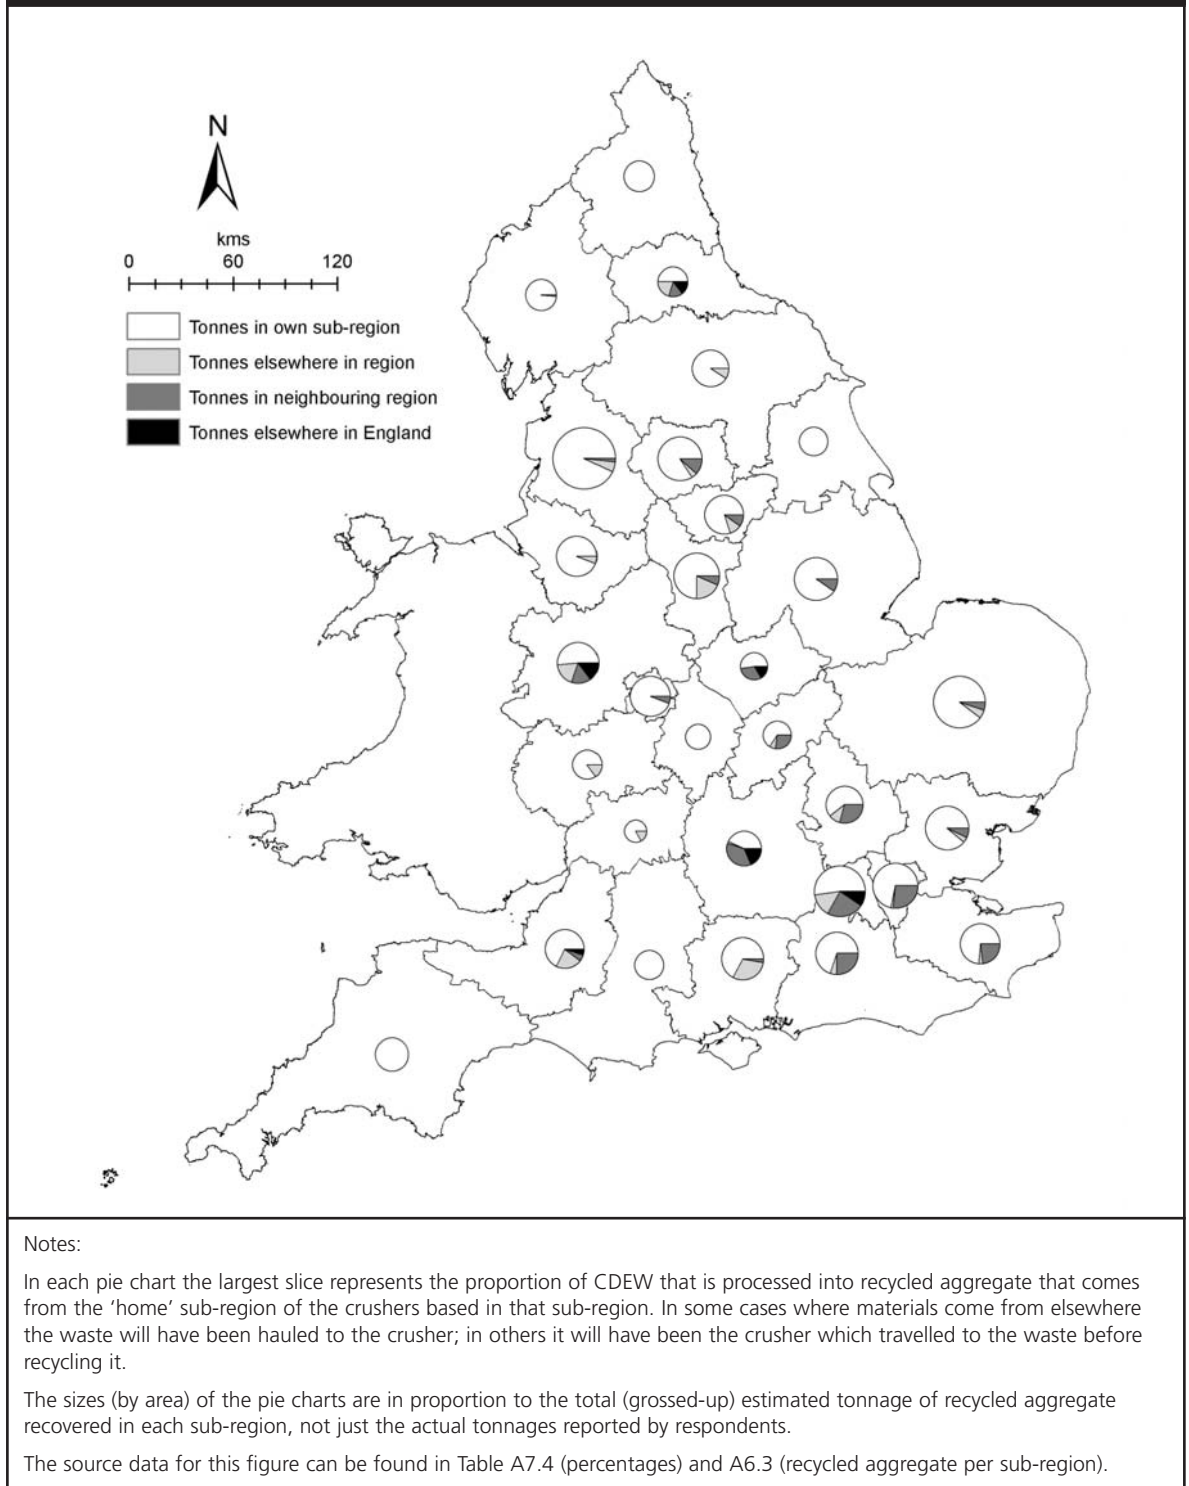 N
kms
0 60 120
Tonnes in own sub-region
Tonnes elsewhere in region
Tonnes in neighbouring region
Tonnes elsewhere in England
Notes:
In each pie chart the largest slice represents the proportion of CDEW that is processed into recycled aggregate that comes
from the ‘home’ sub-region of the crushers based in that sub-region. In some cases where materials come from elsewhere
the waste will have been hauled to the crusher; in others it will have been the crusher which travelled to the waste before
recycling it.
The sizes (by area) of the pie charts are in proportion to the total (grossed-up) estimated tonnage of recycled aggregate
recovered in each sub-region, not just the actual tonnages reported by respondents.
The source data for this figure can be found in Table A7.4 (percentages) and A6.3 (recycled aggregate per sub-region).